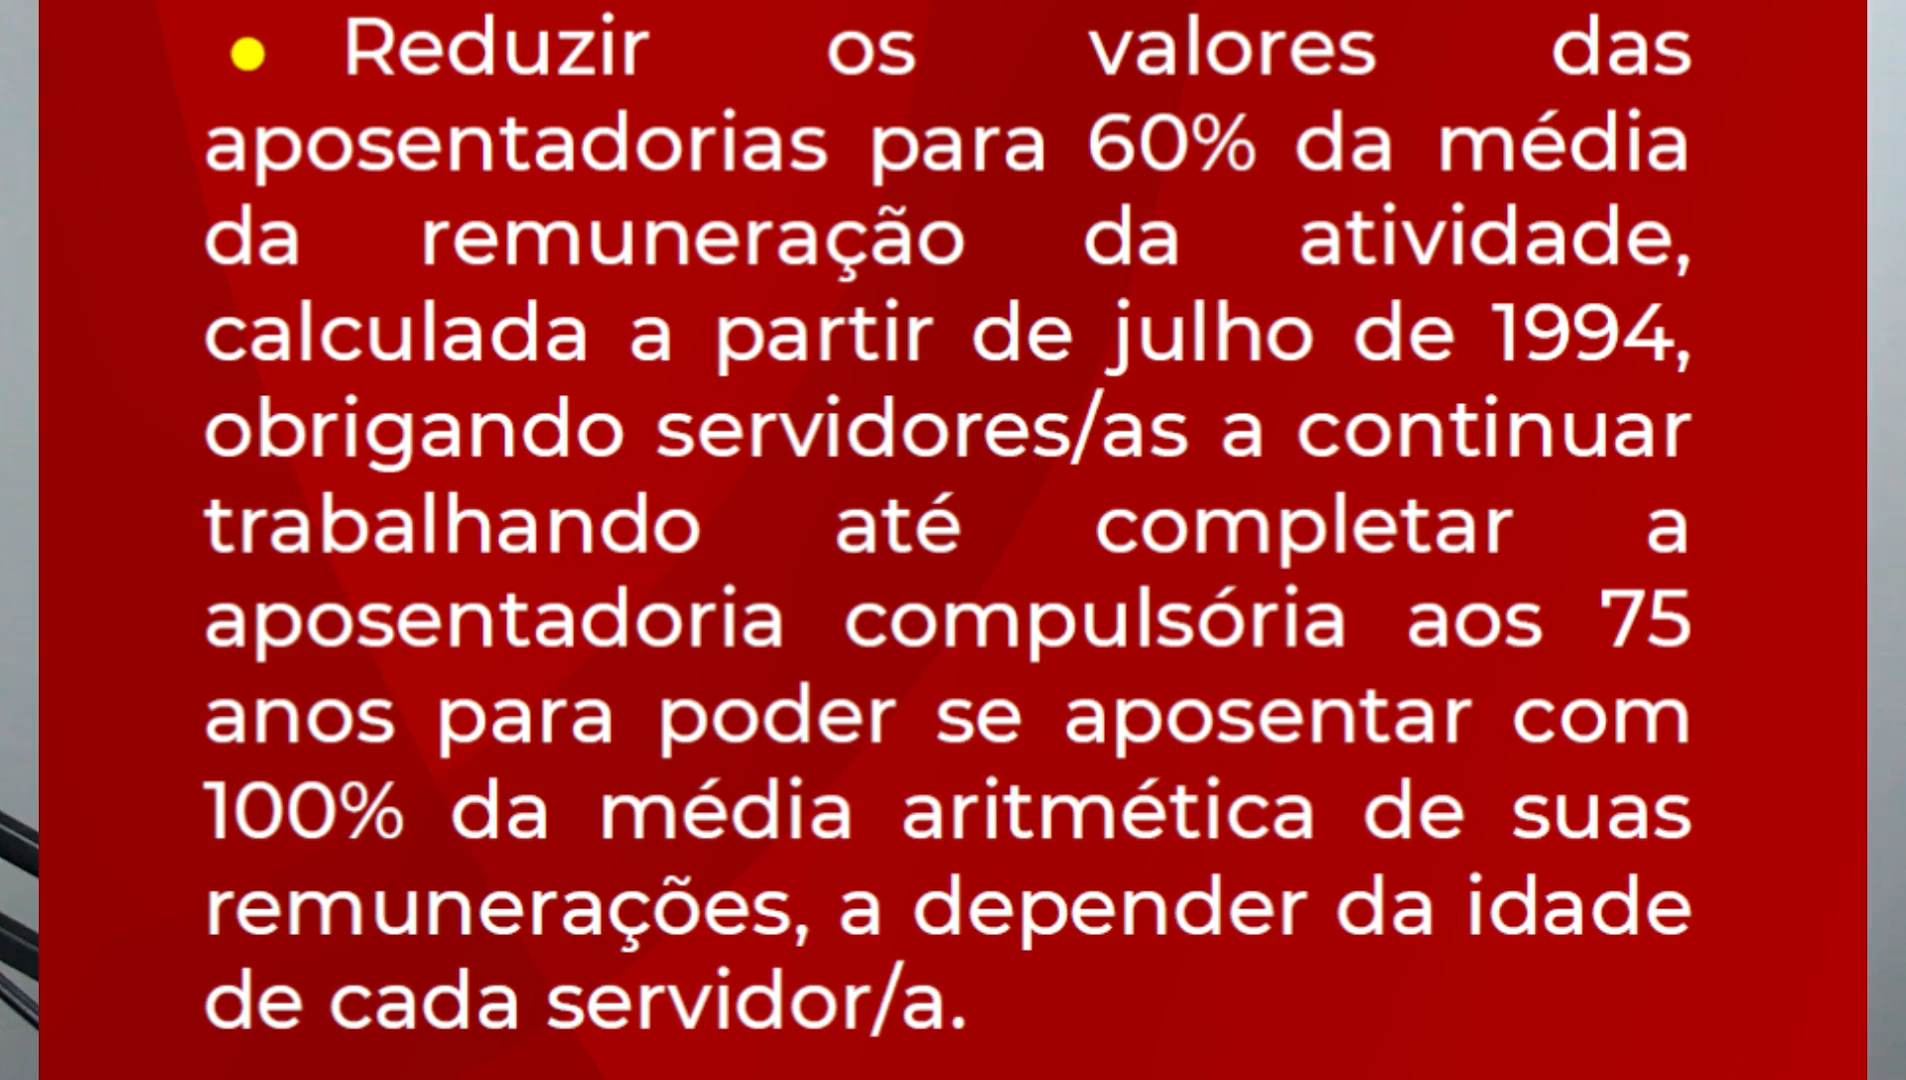 Reduzir os valores das
aposentadorias para 60% da média
da remuneração da atividade,
calculada a partir de julho de 1994,
obrigando servidores/as a continuar
trabalhando até completar a
aposentadoria compulsória aos 75
anos para poder se aposentar com
100% da média aritmética de suas
remunerações, a depender da idade
de cada servidor/a.